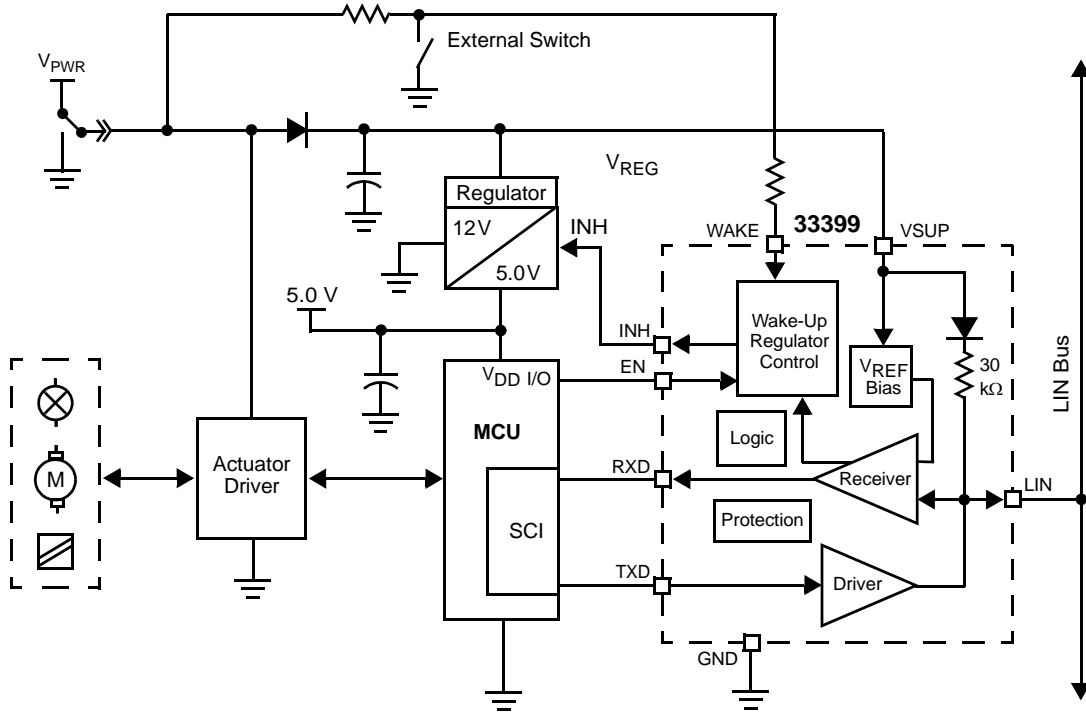 External Switch
VPWR
VREG
Regulator
12V
5.0V
INH
WAKE
33399
VSUP
5.0 V
INH
EN
Wake-Up
Regulator
Control
VREF
Bias
30
kΩ
LIN Bus
VDD I/O
MCU
SCI
Actuator
Driver
M
Logic
RXD
Receiver
LIN
Protection
TXD
Driver
GND